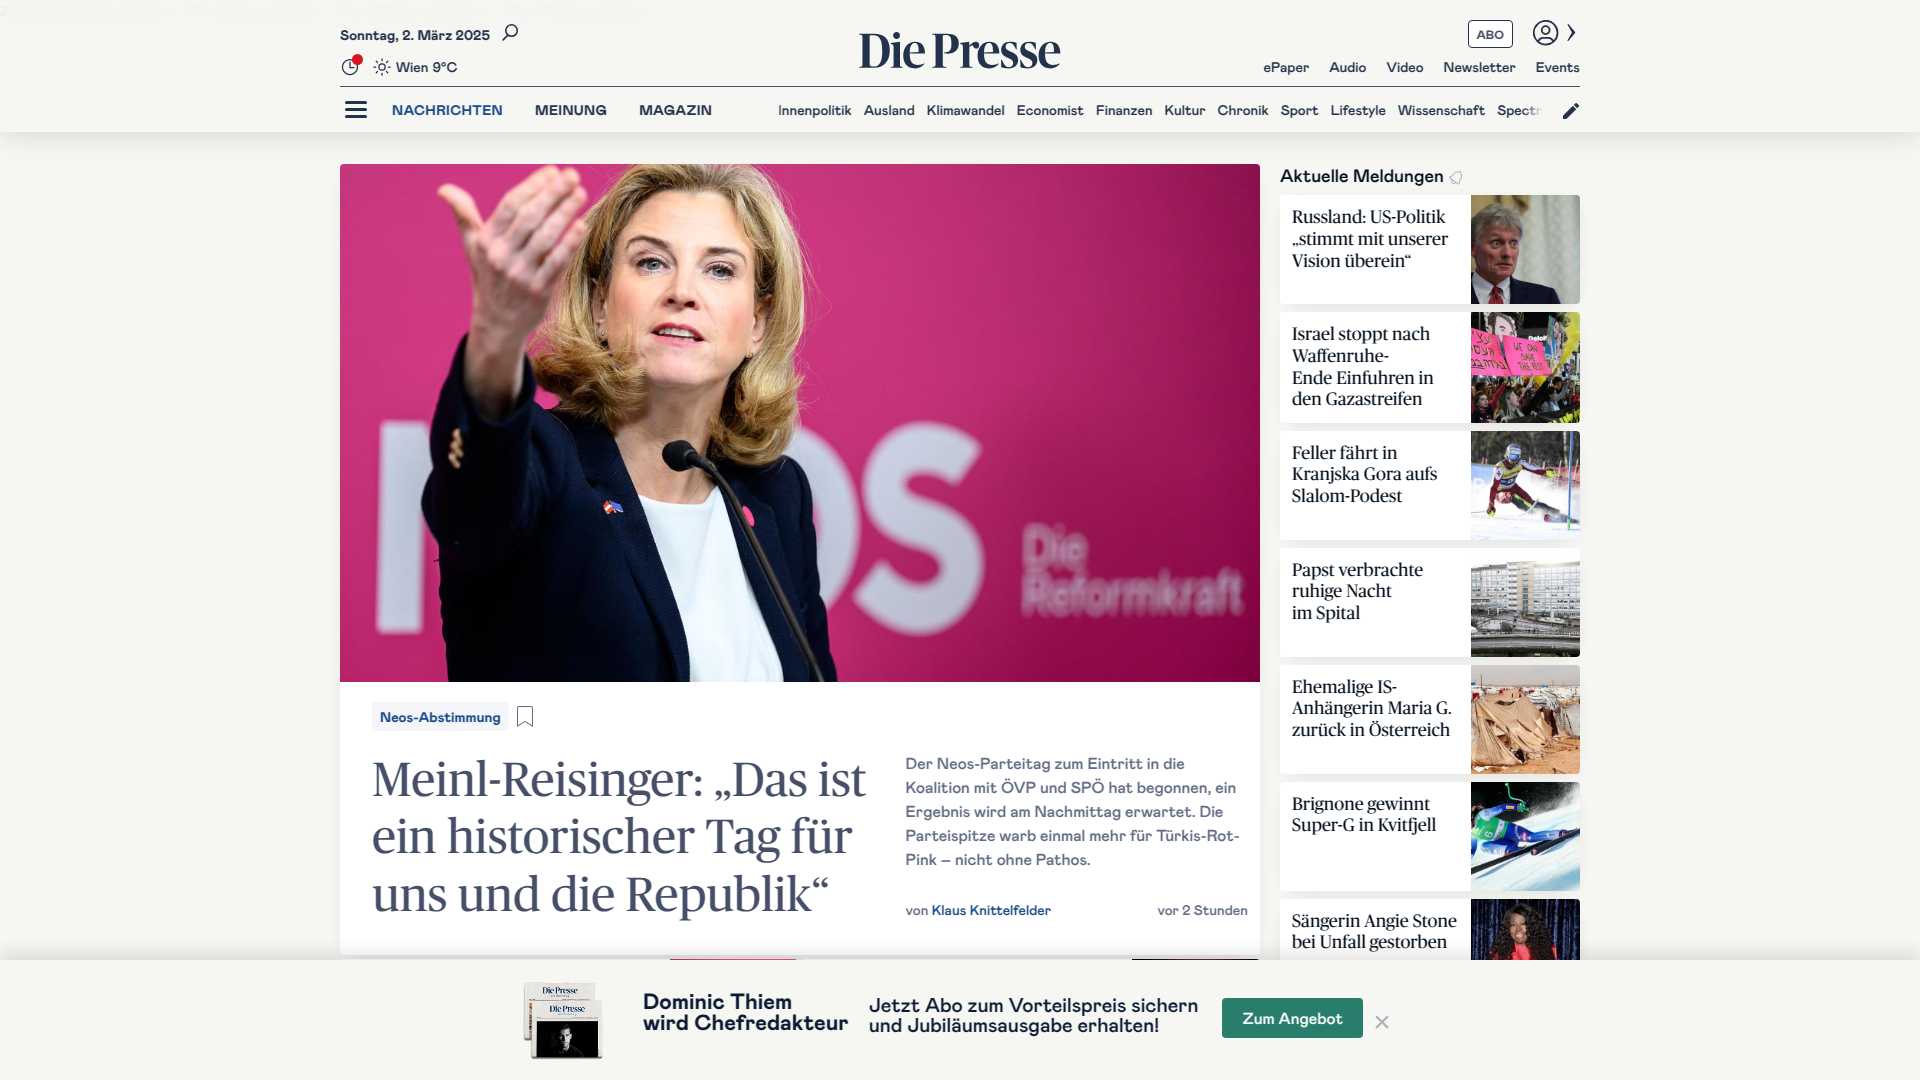 Sonntag, 2. März 2025
Die Presse
ABO
Wien 9°C
ePaper Audio Video Newsletter Events
NACHRICHTEN MEINUNG MAGAZIN
Innenpolitik Ausland Klimawandel Economist Finanzen Kultur Chronik Sport Lifestyle Wissenschaft Spectr
NEOS
Die
Reformkraft
Neos-Abstimmung
Meinl-Reisinger: „Das ist
ein historischer Tag für
uns und die Republik“
Der Neos-Parteitag zum Eintritt in die
Koalition mit ÖVP und SPÖ hat begonnen, ein
Ergebnis wird am Nachmittag erwartet. Die
Parteispitze warb einmal mehr für Türkis-Rot-
Pink – nicht ohne Pathos.
von Klaus Knittelfelder
vor 2 Stunden
Aktuelle Meldungen
Russland: US-Politik
„stimmt mit unserer
Vision überein“
Israel stoppt nach
Waffenruhe-
Ende Einfuhren in
den Gazastreifen
WE CAN
SAVE
THE REST
Feller fährt in
Kranjska Gora aufs
Slalom-Podest
Papst verbrachte
ruhige Nacht
im Spital
Ehemalige IS-
Anhängerin Maria G.
zurück in Österreich
Brignone gewinnt
Super-G in Kvitfjell
Sängerin Angie Stone
bei Unfall gestorben
Die Presse
Die Presse
Dominic Thiem
wird Chefredakteur
Jetzt Abo zum Vorteilspreis sichern
und Jubiläumsausgabe erhalten!
Zum Angebot